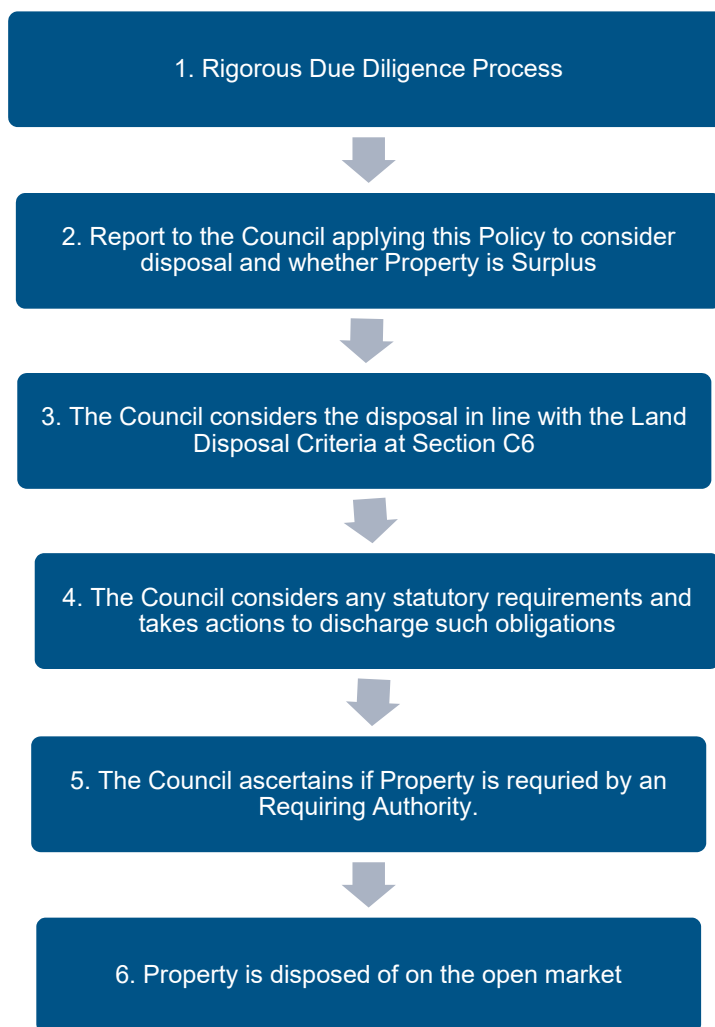 1. Rigorous Due Diligence Process
2. Report to the Council applying this Policy to consider
disposal and whether Property is Surplus
3. The Council considers the disposal in line with the Land
Disposal Criteria at Section C6
4. The Council considers any statutory requirements and
takes actions to discharge such obligations
5. The Council ascertains if Property is requried by an
Requiring Authority.
6. Property is disposed of on the open market